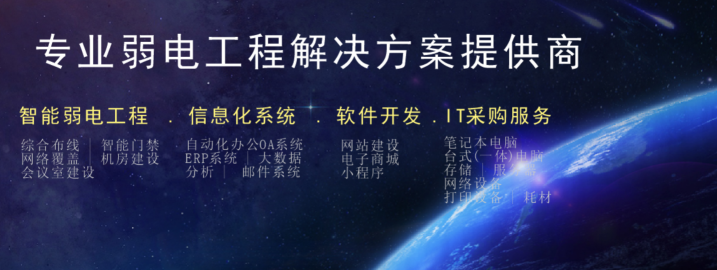 专业弱电工程解决方案提供商
智能弱电工程 . 信息化系统 . 软件开发 . IT采购服务
综合布线 | 智能门禁
网络覆盖 | 机房建设
会议室建设
自动化办公OA系统
ERP系统 | 大数据
分析 | 邮件系统
网站建设
电子商城
小程序
笔记本电脑
台式(一体)电脑
存储 | 服
网络设备
打印设备 | 耗材